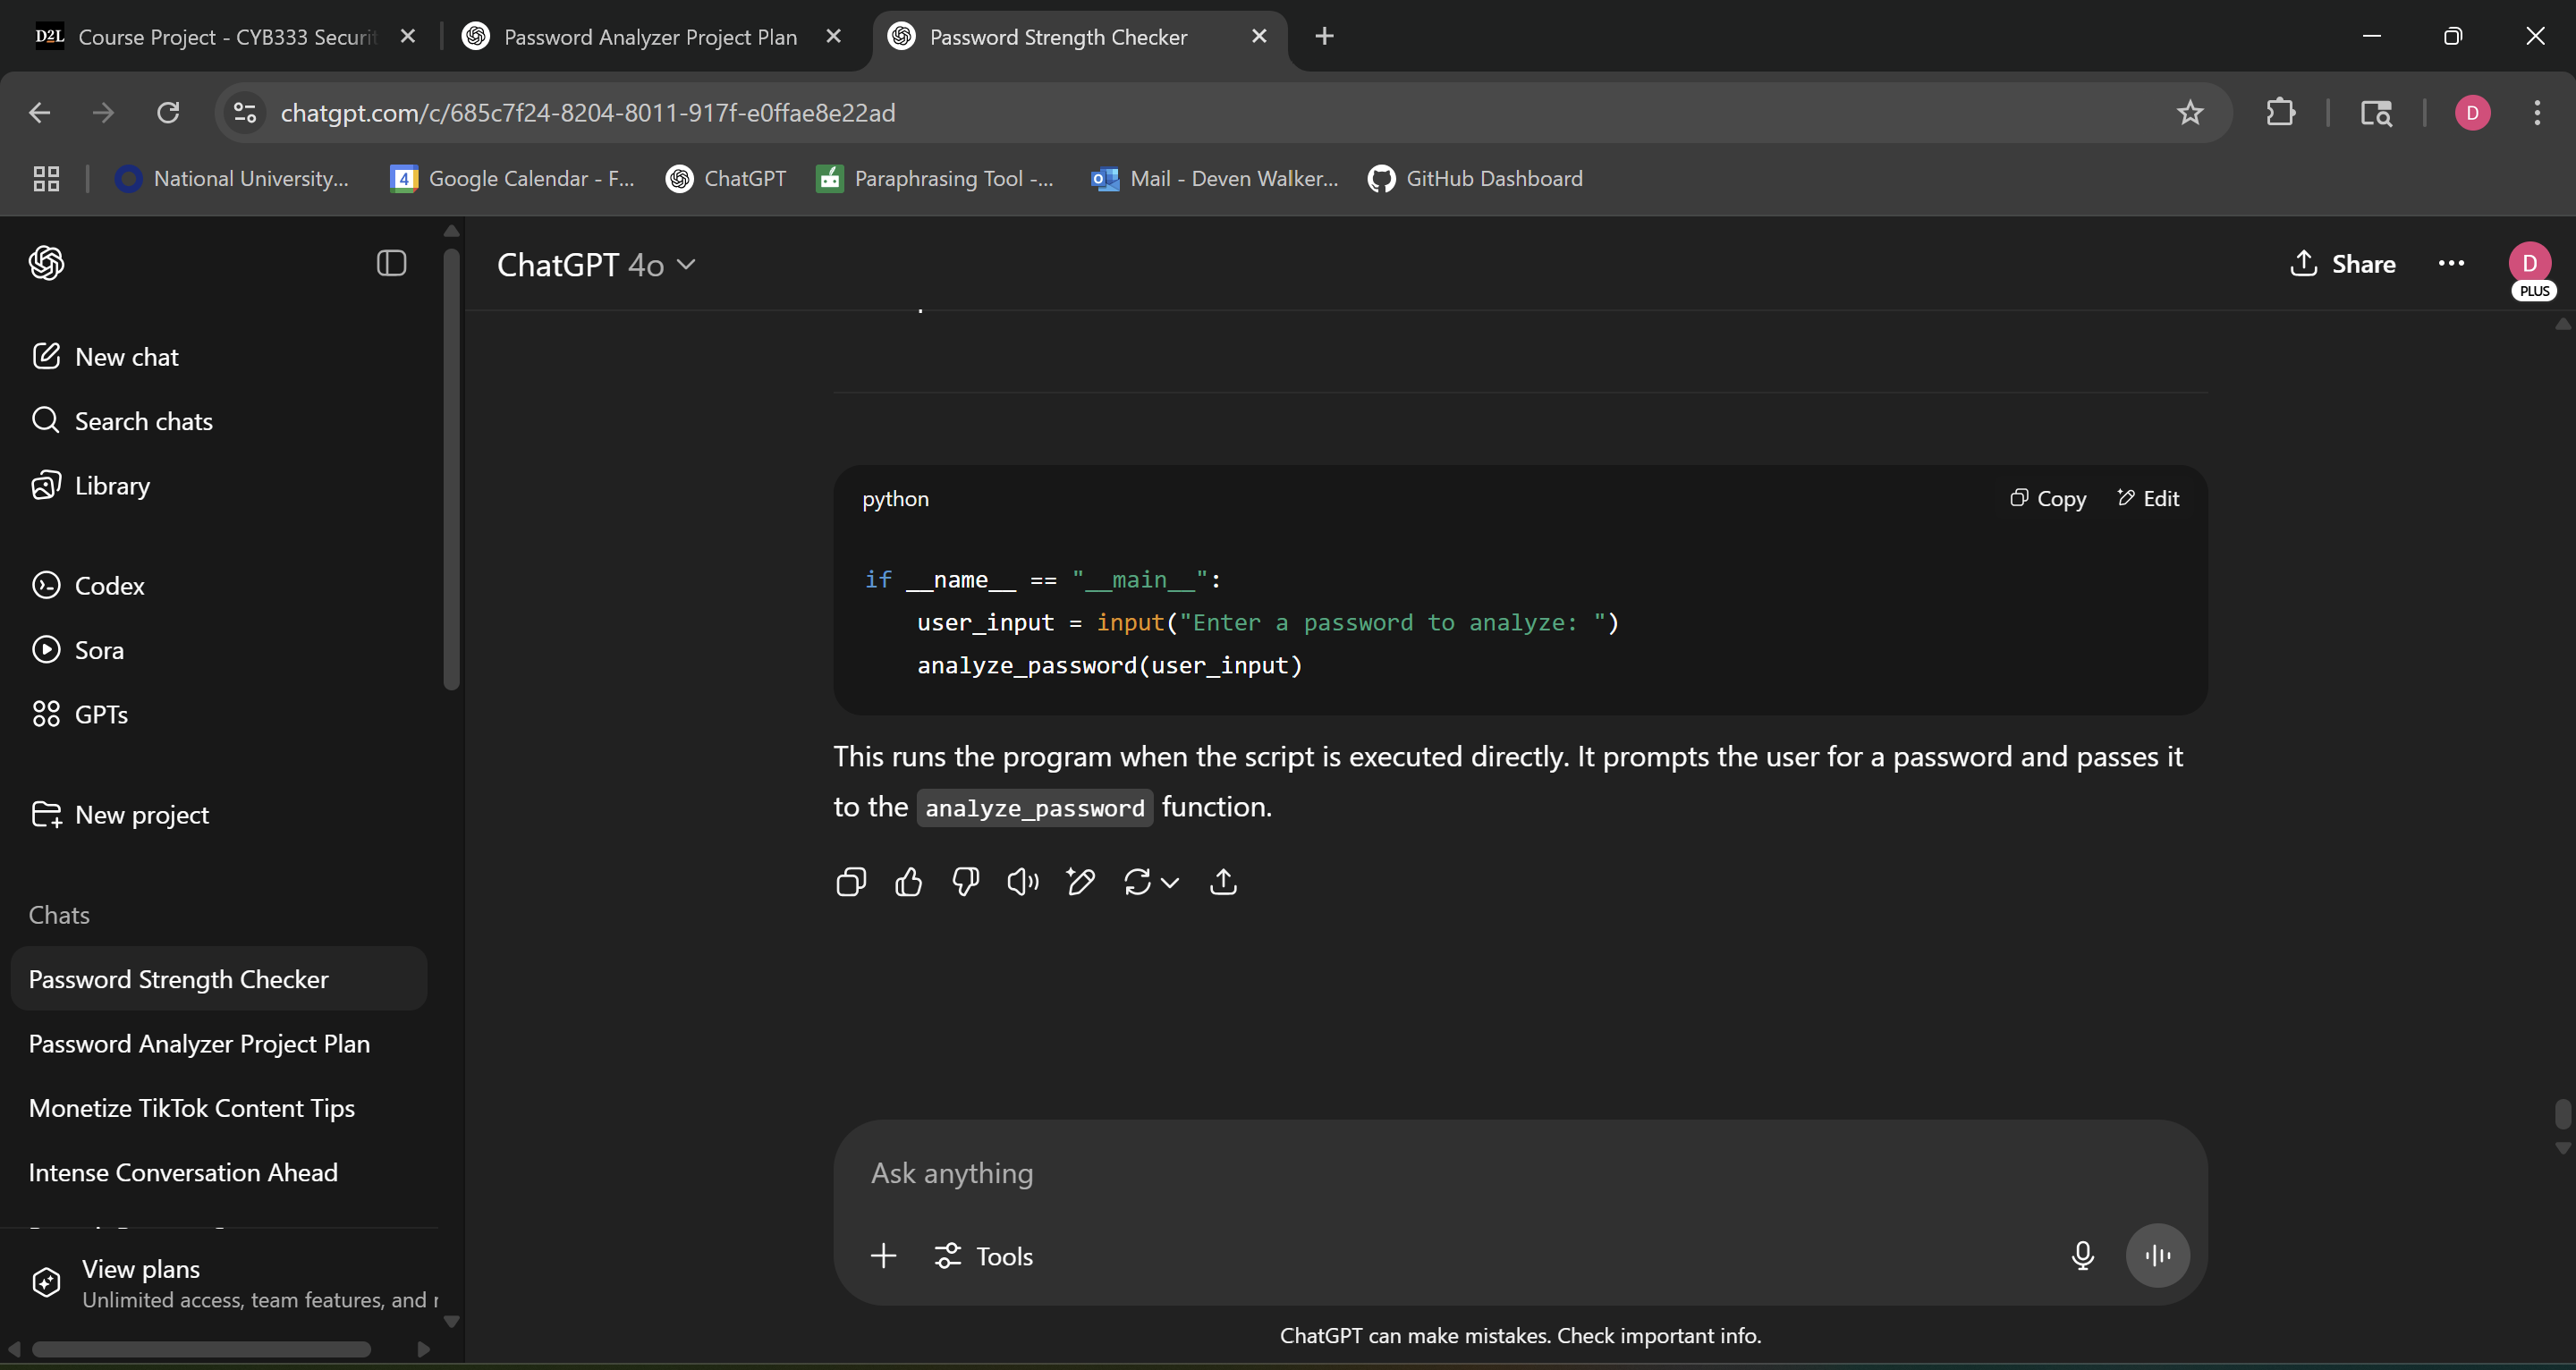 D2L Course Project - CYB333 Securit
Password Analyzer Project Plan
Password Strength Checker
chatgpt.com/c/685c7f24-8204-8011-917f-e0ffae8e22ad
D
National University...
4 Google Calendar - F...
ChatGPT
Paraphrasing Tool -...
Mail - Deven Walker...
GitHub Dashboard
ChatGPT 4o
Share
D
PLUS
New chat
Search chats
Library
Codex
Sora
GPTs
New project
Chats
Password Strength Checker
Password Analyzer Project Plan
Monetize TikTok Content Tips
Intense Conversation Ahead
View plans
Unlimited access, team features, and
python
Copy
Edit
if __name__ == "__main__":
user_input = input("Enter a password to analyze: ")
analyze_password(user_input)
This runs the program when the script is executed directly. It prompts the user for a password and passes it
to the analyze_password function.
Ask anything
Tools
ChatGPT can make mistakes. Check important info.